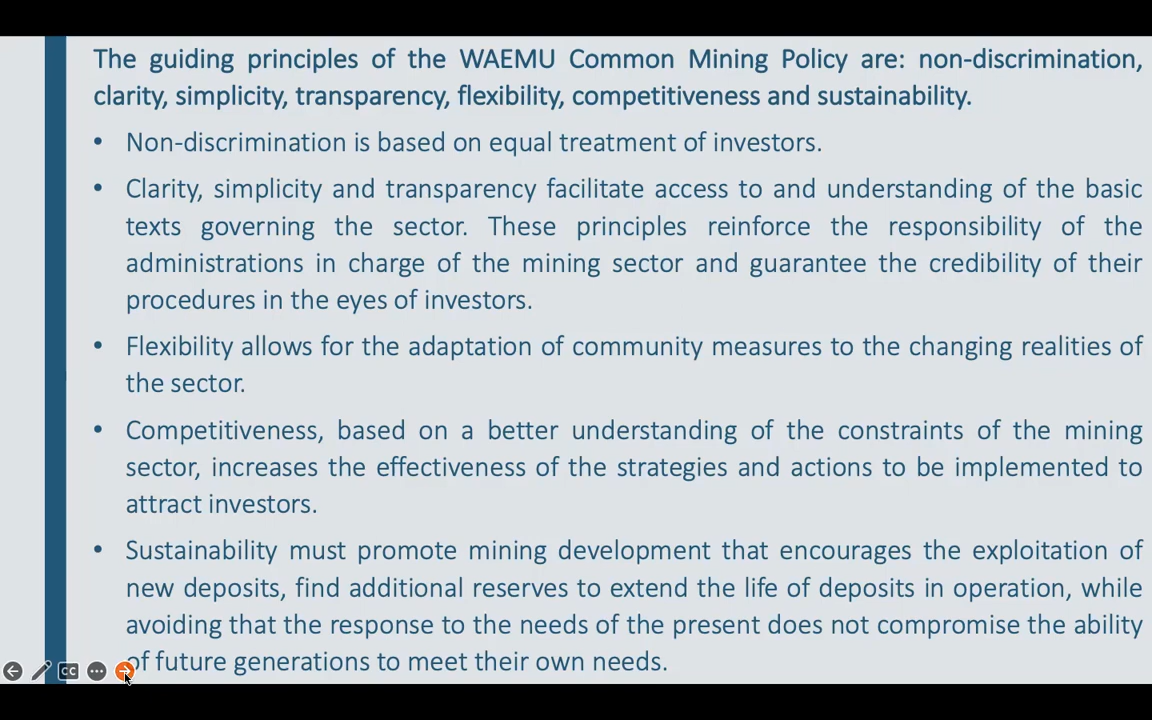 The guiding principles of the WAEMU Common Mining Policy are: non-discrimination,
clarity, simplicity, transparency, flexibility, competitiveness and sustainability.
• Non-discrimination is based on equal treatment of investors.
• Clarity, simplicity and transparency facilitate access to and understanding of the basic
texts governing the sector. These principles reinforce the responsibility of the
administrations in charge of the mining sector and guarantee the credibility of their
procedures in the eyes of investors.
• Flexibility allows for the adaptation of community measures to the changing realities of
the sector.
• Competitiveness, based on a better understanding of the constraints of the mining
sector, increases the effectiveness of the strategies and actions to be implemented to
attract investors.
• Sustainability must promote mining development that encourages the exploitation of
new deposits, find additional reserves to extend the life of deposits in operation, while
avoiding that the response to the needs of the present does not compromise the ability
of future generations to meet their own needs.
CC